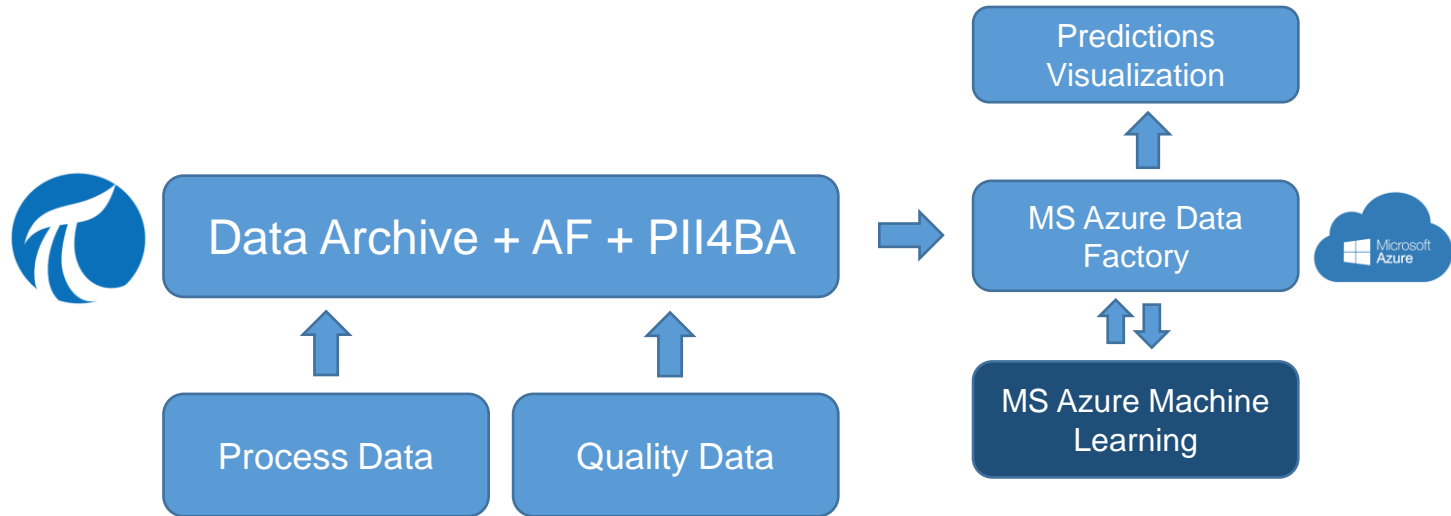 Predictions
Visualization
Data Archive + AF + PII4BA
MS Azure Data
Factory
Microsoft
Azure
Process Data
Quality Data
MS Azure Machine
Learning